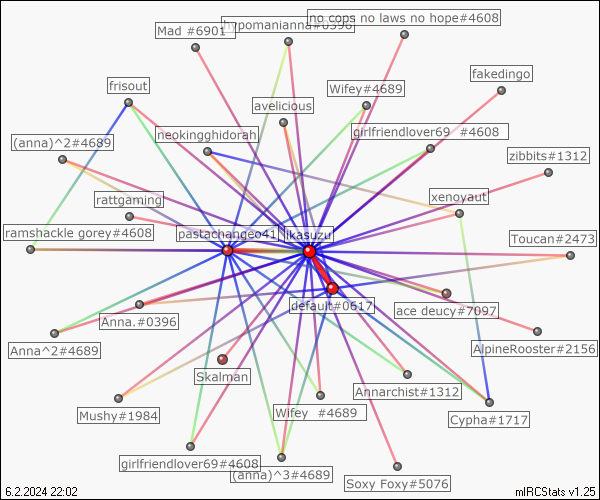 no cops no laws no hope#4608
hypomanianna#0396
Mad #6901
fakedingo
frisout
Wifey#4689
avelicious
neokingghidorah
girlfriendlover69 #4608
(anna)^2#4689
zibbits#1312
rattgaming
xenoyaut
ramshackle gorey#4608
pastachangeo41
ikasuzu
Toucan#2473
default#0617
ace deucy#7097
Anna.#0396
Anna^2#4689
AlpineRooster#2156
Skalman
Annarchist#1312
Mushy#1984
Wifey #4689
Cypha#1717
girlfriendlover69#4608
(anna)^3#4689
Soxy Foxy#5076
6.2.2024 22:02
mIRCStats v1.25